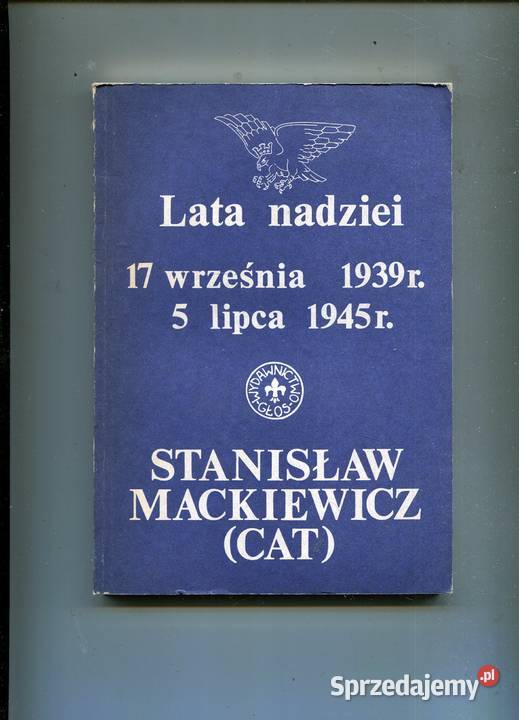 Lata nadziei
17 września 1939r.
5 lipca 1945r.
WYDAWNICTWO
GŁOS
STANISŁAW
MACKIEWICZ
(CAT)
Sprzedajemy.pl